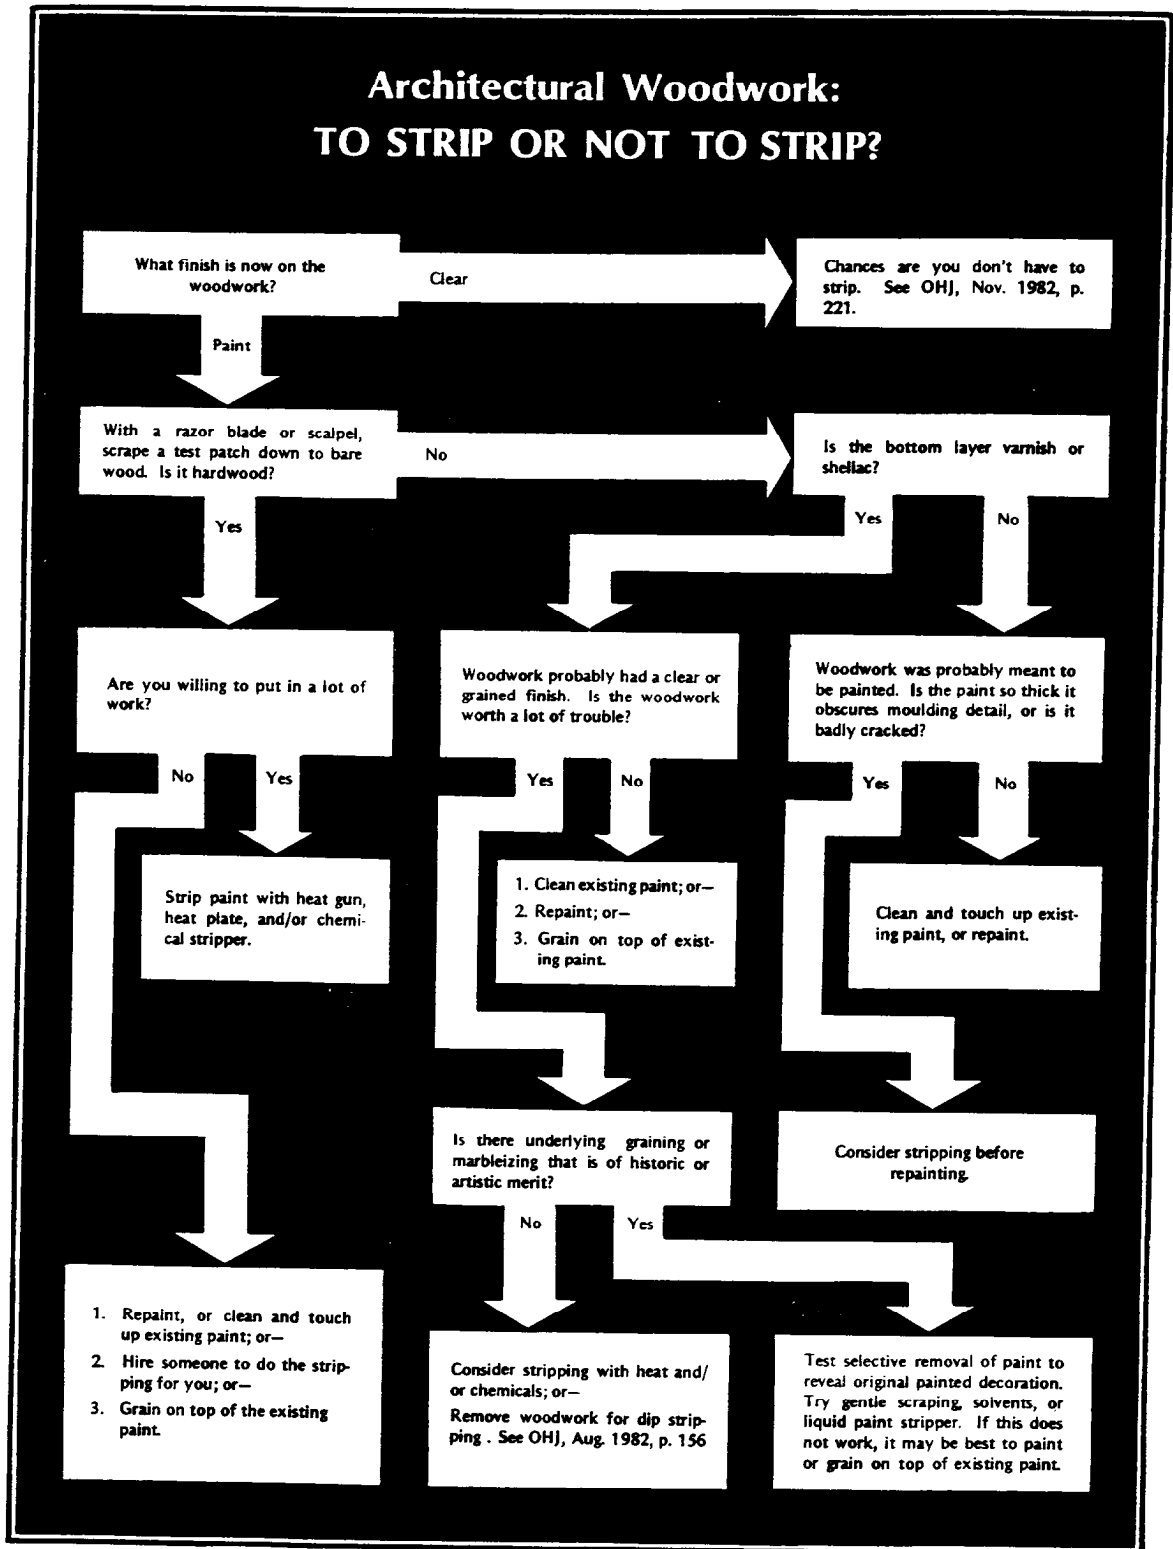 Architectural Woodwork:
TO STRIP OR NOT TO STRIP?
What finish is now on the
woodwork?
Clear
Chances are you don't have to
strip. See OHJ, Nov. 1982, p.
221.
Paint
With a razor blade or scalpel,
scrape a test patch down to bare
wood. Is it hardwood?
No
Is the bottom layer varnish or
shellac?
Yes
Yes
No
Are you willing to put in a lot of
work?
Woodwork probably had a clear or
grained finish. Is the woodwork
worth a lot of trouble?
Woodwork was probably meant to
be painted. Is the paint so thick it
obscures moulding detail, or is it
badly cracked?
No
Yes
Yes
No
Yes
No
Strip paint with heat gun,
heat plate, and/or chemi-
cal stripper.
1. Clean existing paint; or—
2. Repaint; or—
3. Grain on top of exist-
ing paint.
Clean and touch up exist-
ing paint, or repaint.
Is there underlying graining or
marbleizing that is of historic or
artistic merit?
Consider stripping before
repainting.
No
Yes
1. Repaint, or clean and touch
up existing paint; or—
2. Hire someone to do the strip-
ping for you; or—
3. Grain on top of the existing
paint.
Consider stripping with heat and/
or chemicals; or—
Remove woodwork for dip strip-
ping . See OHJ, Aug. 1982, p. 156
Test selective removal of paint to
reveal original painted decoration.
Try gentle scraping, solvents, or
liquid paint stripper. If this does
not work, it may be best to paint
or grain on top of existing paint.